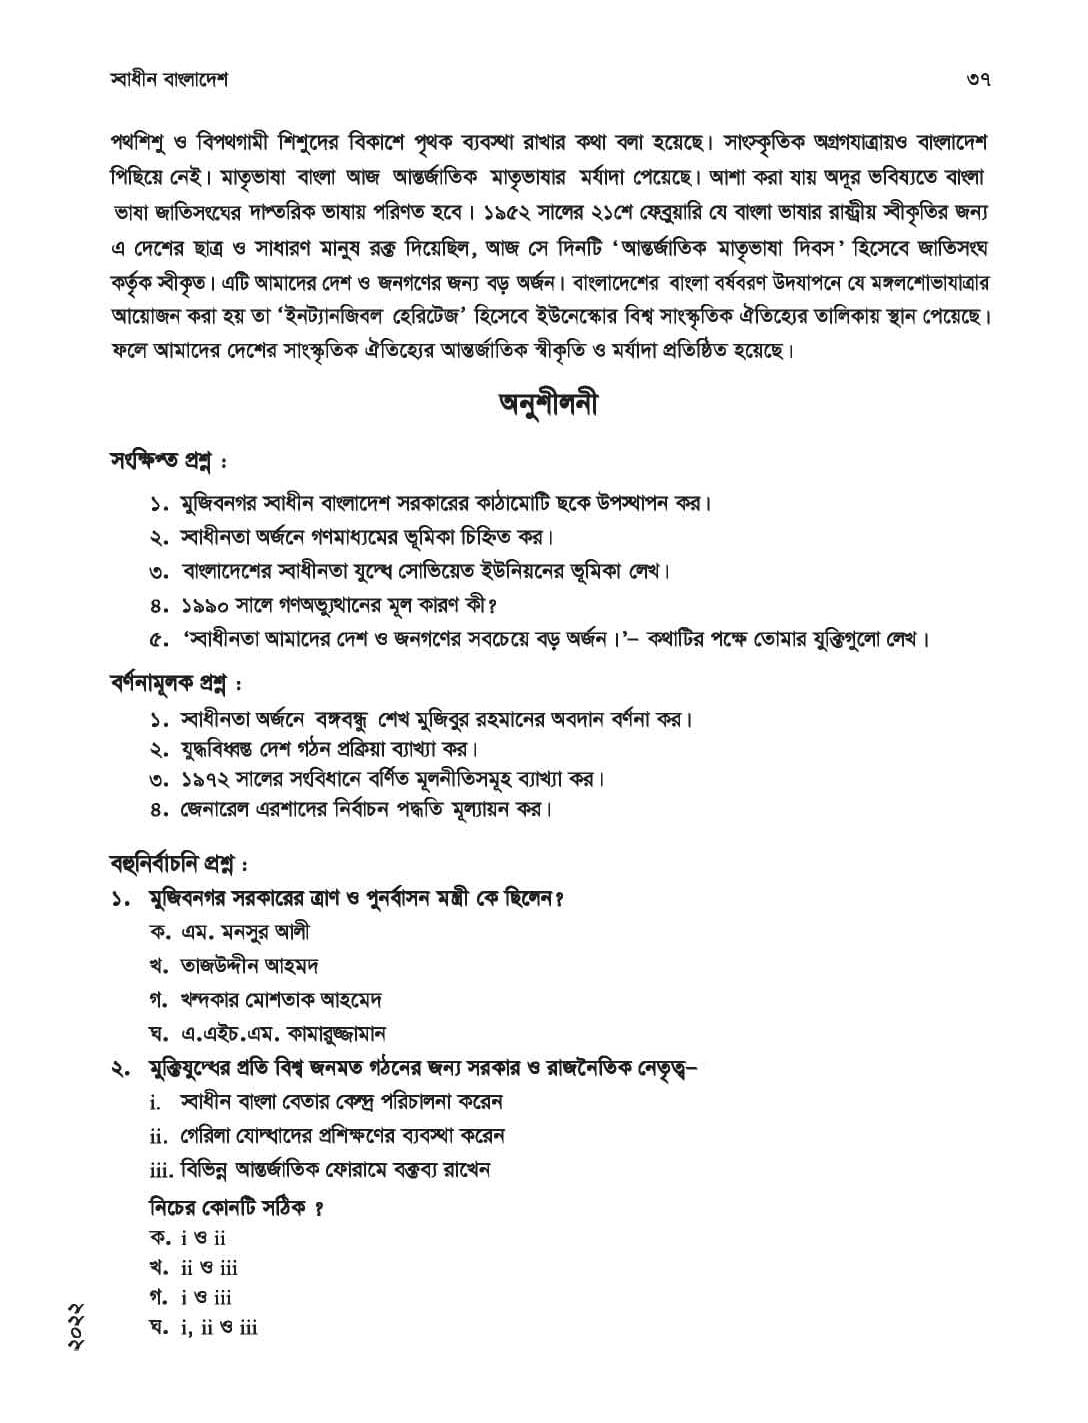 স্বাধীন বাংলাদেশ ৩৭
পথশিশু ও বিপথগামী শিশুদের বিকাশে পৃথক ব্যবস্থা রাখার কথা বলা হয়েছে। সাংস্কৃতিক অগ্রগযাত্রায়ও বাংলাদেশ
পিছিয়ে নেই। মাতৃভাষা বাংলা আজ আন্তর্জাতিক মাতৃভাষার মর্যাদা পেয়েছে। আশা করা যায় অদূর ভবিষ্যতে বাংলা
ভাষা জাতিসংঘের দাপ্তরিক ভাষায় পরিণত হবে। ১৯৫২ সালের ২১শে ফেব্রুয়ারি যে বাংলা ভাষার রাষ্ট্রীয় স্বীকৃতির জন্য
এ দেশের ছাত্র ও সাধারণ মানুষ রক্ত দিয়েছিল, আজ সে দিনটি ‘আন্তর্জাতিক মাতৃভাষা দিবস’ হিসেবে জাতিসংঘ
কর্তৃক স্বীকৃত। এটি আমাদের দেশ ও জনগণের জন্য বড় অর্জন। বাংলাদেশের বাংলা বর্ষবরণ উদযাপনে যে মঙ্গলশোভাযাত্রার
আয়োজন করা হয় তা ‘ইনট্যানজিবল হেরিটেজ’ হিসেবে ইউনেস্কোর বিশ্ব সাংস্কৃতিক ঐতিহ্যের তালিকায় স্থান পেয়েছে।
ফলে আমাদের দেশের সাংস্কৃতিক ঐতিহ্যের আন্তর্জাতিক স্বীকৃতি ও মর্যাদা প্রতিষ্ঠিত হয়েছে।
অনুশীলনী
সংক্ষিপ্ত প্রশ্ন :
১. মুজিবনগর স্বাধীন বাংলাদেশ সরকারের কাঠামোটি ছকে উপস্থাপন কর।
২. স্বাধীনতা অর্জনে গণমাধ্যমের ভূমিকা চিহ্নিত কর।
৩. বাংলাদেশের স্বাধীনতা যুদ্ধে সোভিয়েত ইউনিয়নের ভূমিকা লেখ।
৪. ১৯৯০ সালে গণঅভ্যুত্থানের মূল কারণ কী?
৫. ‘স্বাধীনতা আমাদের দেশ ও জনগণের সবচেয়ে বড় অর্জন।’– কথাটির পক্ষে তোমার যুক্তিগুলো লেখ।
বর্ণনামূলক প্রশ্ন :
১. স্বাধীনতা অর্জনে বঙ্গবন্ধু শেখ মুজিবুর রহমানের অবদান বর্ণনা কর।
২. যুদ্ধবিধ্বস্ত দেশ গঠন প্রক্রিয়া ব্যাখ্যা কর।
৩. ১৯৭২ সালের সংবিধানে বর্ণিত মূলনীতিসমূহ ব্যাখ্যা কর।
৪. জেনারেল এরশাদের নির্বাচন পদ্ধতি মূল্যায়ন কর।
বহুনির্বাচনি প্রশ্ন :
১. মুজিবনগর সরকারের ত্রাণ ও পুনর্বাসন মন্ত্রী কে ছিলেন?
ক. এম. মনসুর আলী
খ. তাজউদ্দীন আহমদ
গ. খন্দকার মোশতাক আহমেদ
ঘ. এ.এইচ.এম. কামারুজ্জামান
২. মুক্তিযুদ্ধের প্রতি বিশ্ব জনমত গঠনের জন্য সরকার ও রাজনৈতিক নেতৃত্ব–
i. স্বাধীন বাংলা বেতার কেন্দ্র পরিচালনা করেন
ii. গেরিলা যোদ্ধাদের প্রশিক্ষণের ব্যবস্থা করেন
iii. বিভিন্ন আন্তর্জাতিক ফোরামে বক্তব্য রাখেন
নিচের কোনটি সঠিক ?
ক. i ও ii
খ. ii ও iii
গ. i ও iii
ঘ. i, ii ও iii
২০২২